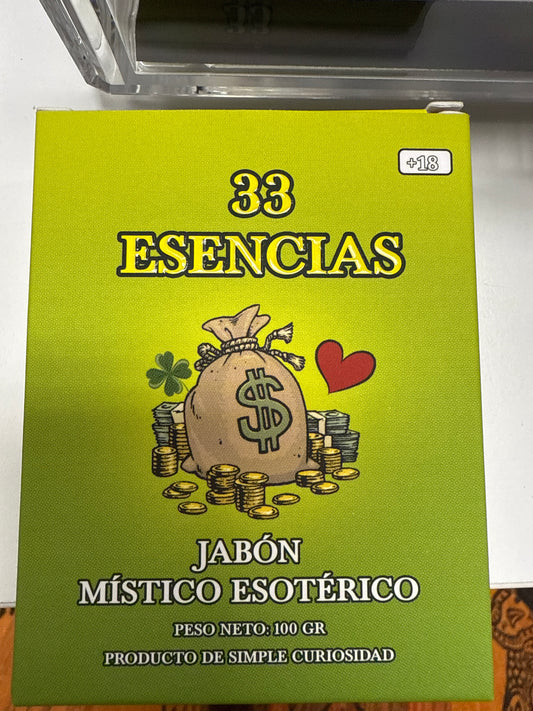 +18
33
ESENCIAS
$
JABÓN
MÍSTICO ESOTÉRICO
PESO NETO: 100 GR
PRODUCTO DE SIMPLE CURIOSIDAD